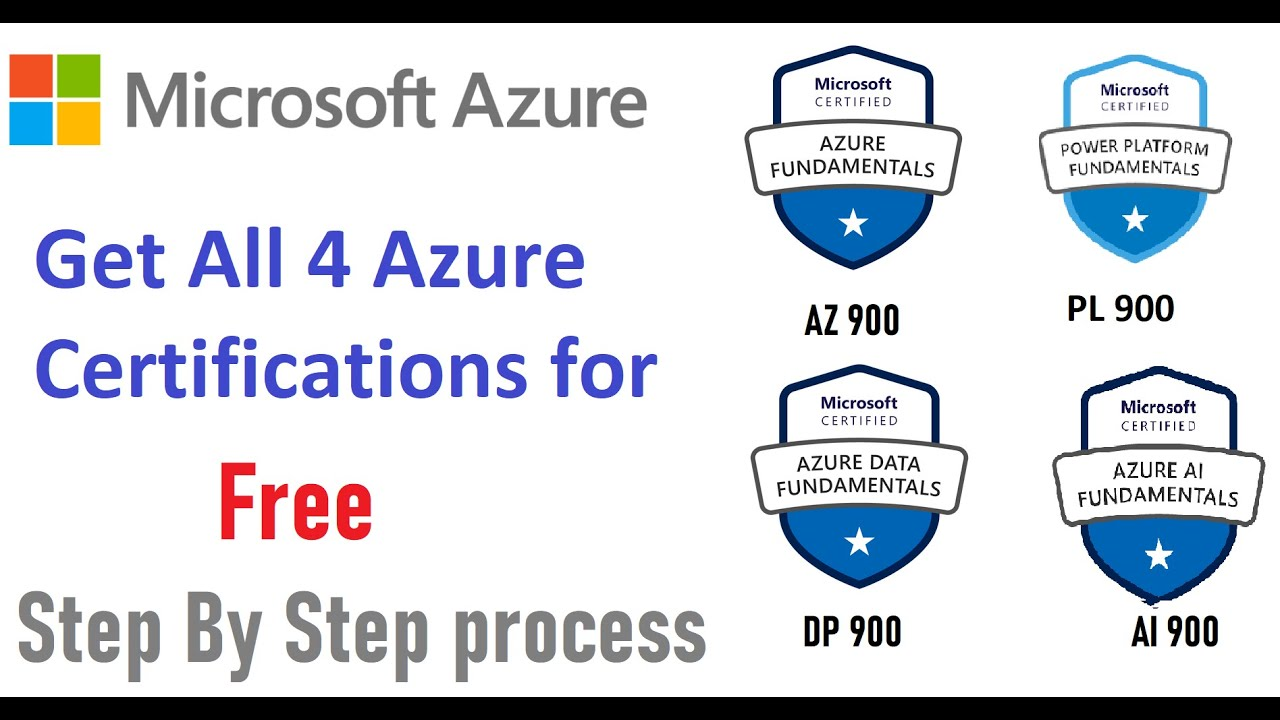 Microsoft Azure
Get All 4 Azure
Certifications for
Free
Step By Step process
Microsoft
CERTIFIED
AZURE
FUNDAMENTALS
AZ 900
Microsoft
CERTIFIED
POWER PLATFORM
FUNDAMENTALS
PL 900
Microsoft
CERTIFIED
AZURE DATA
FUNDAMENTALS
DP 900
Microsoft
CERTIFIED
AZURE AI
FUNDAMENTALS
AI 900